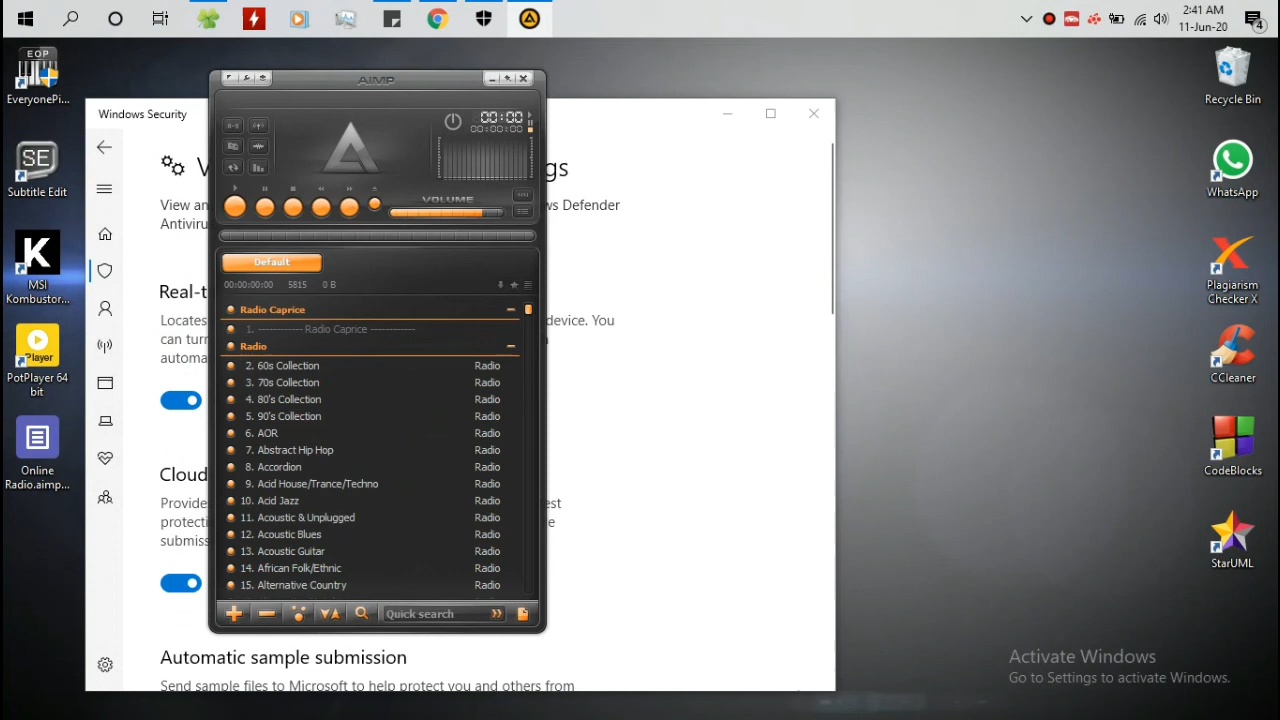 2:41 AM
11-Jun-20
4
EOP
EveryonePi...
SE
Subtitle Edit
K
MSI
Kombustor...
Player
PotPlayer 64
bit
Online
Radio.aimp...
Recycle Bin
WhatsApp
Plagiarism
Checker X
CCleaner
CodeBlocks
StarUML
Windows Security
V
gs
View an
ws Defender
Antiviru
Real-t
Locates
device. You
can turn
automa
Cloud
Provide
est
protecti
e
submiss
Automatic sample submission
Send sample files to Microsoft to help protect you and others from
AIMP
00:00
00:00:00
VOLUME
Default
00:00:00:00 5815 0 B
Radio Caprice
1. ------------ Radio Caprice ------------
Radio
2. 60s Collection Radio
3. 70s Collection Radio
4. 80's Collection Radio
5. 90's Collection Radio
6. AOR Radio
7. Abstract Hip Hop Radio
8. Accordion Radio
9. Acid House/Trance/Techno Radio
10. Acid Jazz Radio
11. Acoustic & Unplugged Radio
12. Acoustic Blues Radio
13. Acoustic Guitar Radio
14. African Folk/Ethnic Radio
15. Alternative Country Radio
Quick search
Activate Windows
Go to Settings to activate Windows.